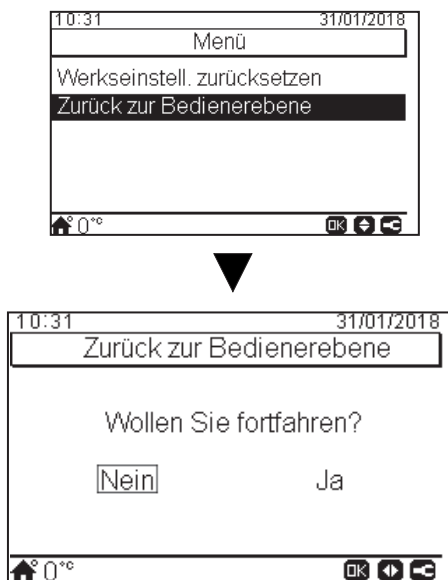 10:31 31/01/2018
Menü
Werkseinstell. zurücksetzen
Zurück zur Bedienerebene
0°C OK
10:31 31/01/2018
Zurück zur Bedienerebene
Wollen Sie fortfahren?
Nein Ja
0°C OK